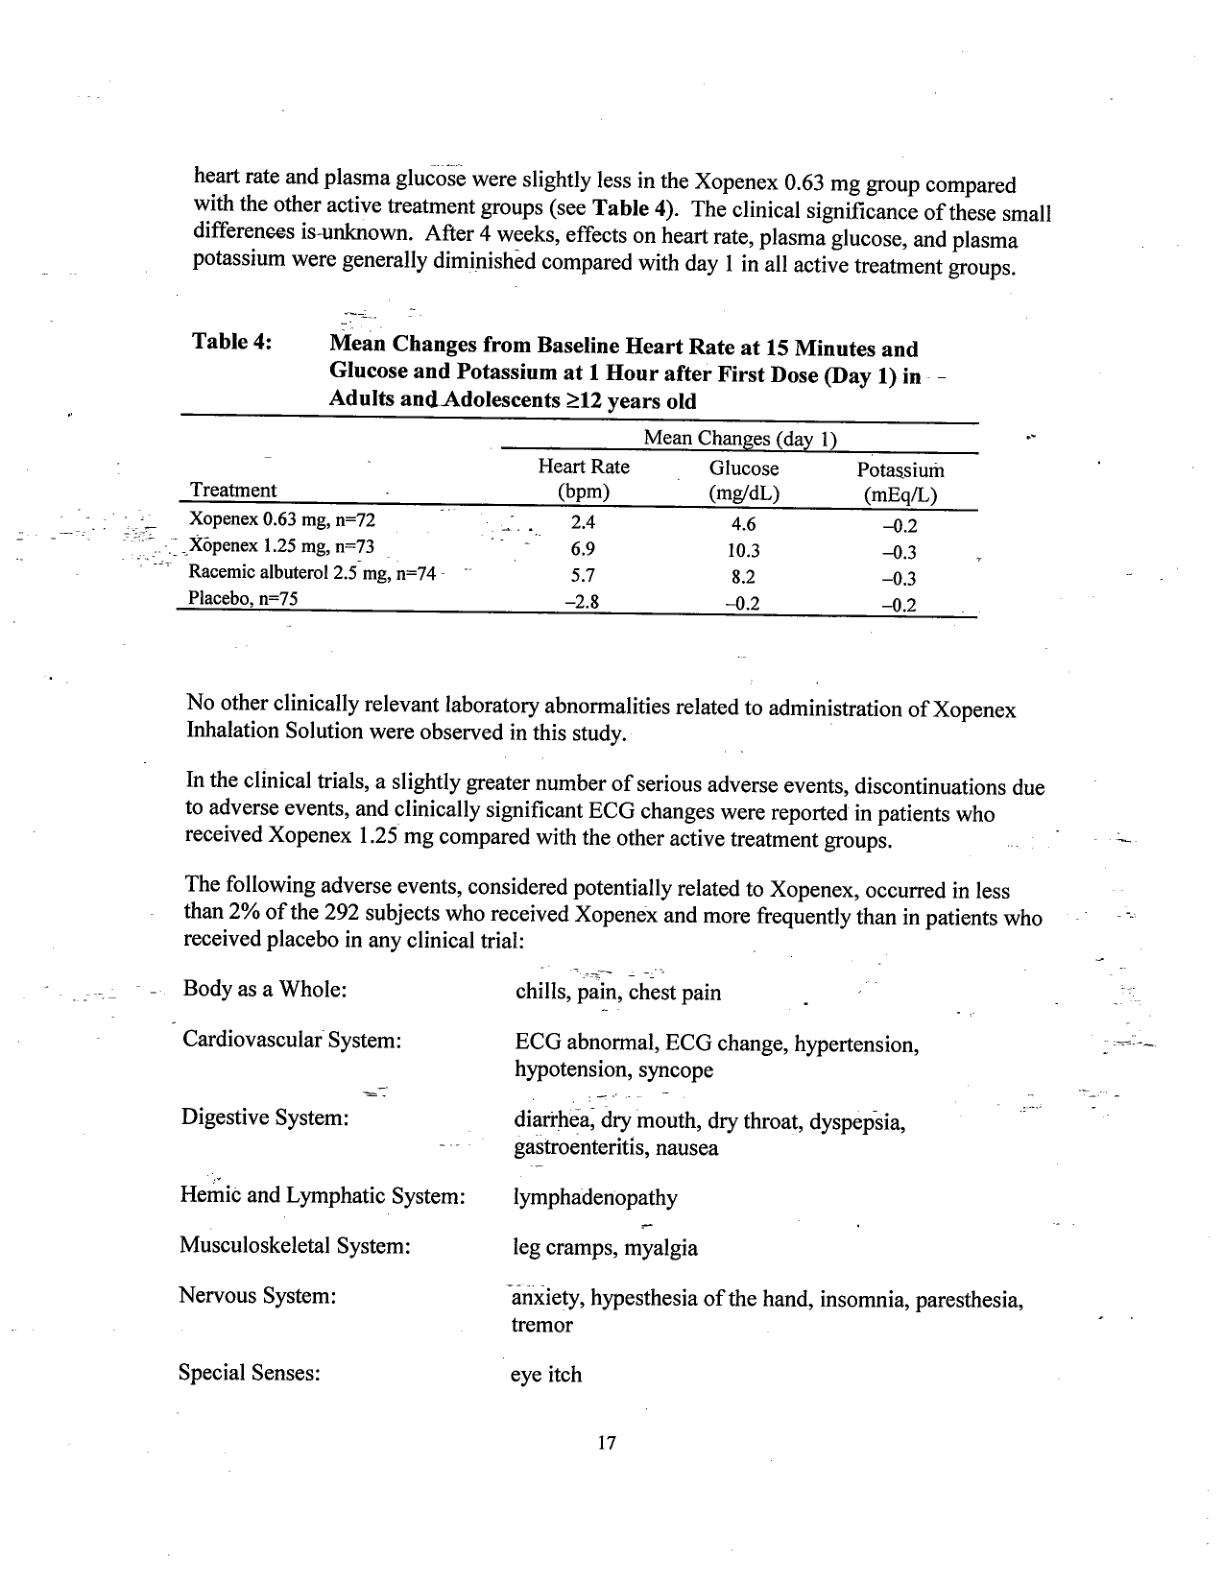 heart rate and plasma glucose were slightly less in the Xopenex 0.63 mg group compared
with the other active treatment groups (see Table 4). The clinical significance of these small
differences is unknown. After 4 weeks, effects on heart rate, plasma glucose, and plasma
potassium were generally diminished compared with day 1 in all active treatment groups.
Table 4: Mean Changes from Baseline Heart Rate at 15 Minutes and
Glucose and Potassium at 1 Hour after First Dose (Day 1) in
Adults and Adolescents ≥12 years old
Mean Changes (day 1)
Heart Rate Glucose Potassium
Treatment (bpm) (mg/dL) (mEq/L)
Xopenex 0.63 mg, n=72 2.4 4.6 –0.2
Xopenex 1.25 mg, n=73 6.9 10.3 –0.3
Racemic albuterol 2.5 mg, n=74 5.7 8.2 –0.3
Placebo, n=75 –2.8 –0.2 –0.2
No other clinically relevant laboratory abnormalities related to administration of Xopenex
Inhalation Solution were observed in this study.
In the clinical trials, a slightly greater number of serious adverse events, discontinuations due
to adverse events, and clinically significant ECG changes were reported in patients who
received Xopenex 1.25 mg compared with the other active treatment groups.
The following adverse events, considered potentially related to Xopenex, occurred in less
than 2% of the 292 subjects who received Xopenex and more frequently than in patients who
received placebo in any clinical trial:
Body as a Whole: chills, pain, chest pain
Cardiovascular System: ECG abnormal, ECG change, hypertension,
hypotension, syncope
Digestive System: diarrhea, dry mouth, dry throat, dyspepsia,
gastroenteritis, nausea
Hemic and Lymphatic System: lymphadenopathy
Musculoskeletal System: leg cramps, myalgia
Nervous System: anxiety, hypesthesia of the hand, insomnia, paresthesia,
tremor
Special Senses: eye itch
17